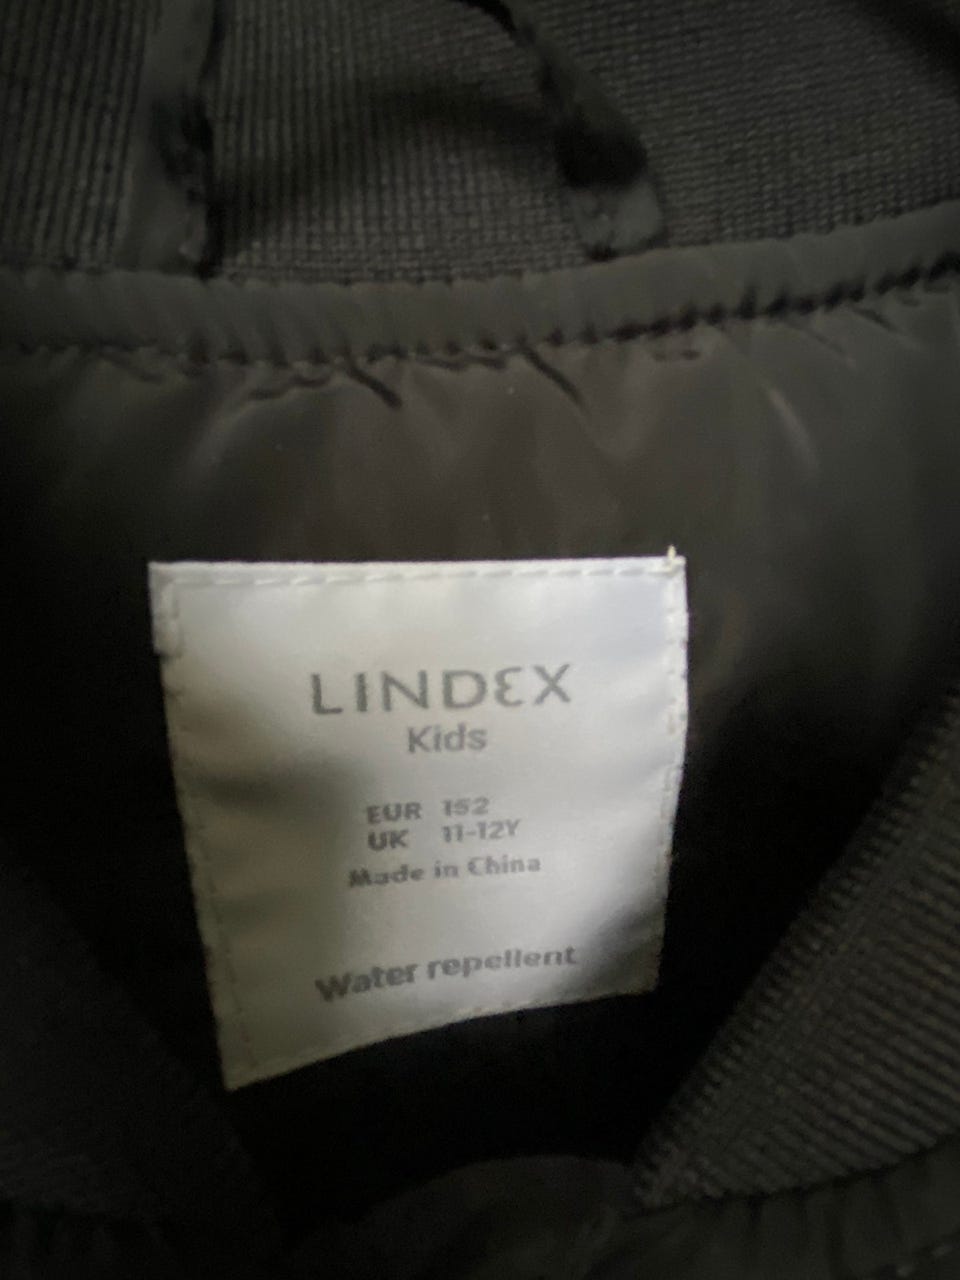 LINDEX
Kids
EUR 152
UK 11-12Y
Made in China
Water repellent